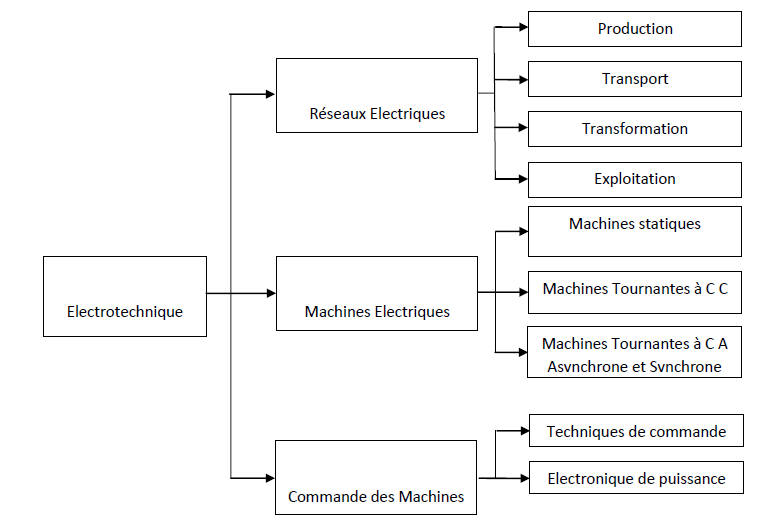 Production
Transport
Réseaux Electriques
Transformation
Exploitation
Machines statiques
Electrotechnique
Machines Electriques
Machines Tournantes à C C
Machines Tournantes à C A
Asynchrone et Synchrone
Commande des Machines
Techniques de commande
Electronique de puissance